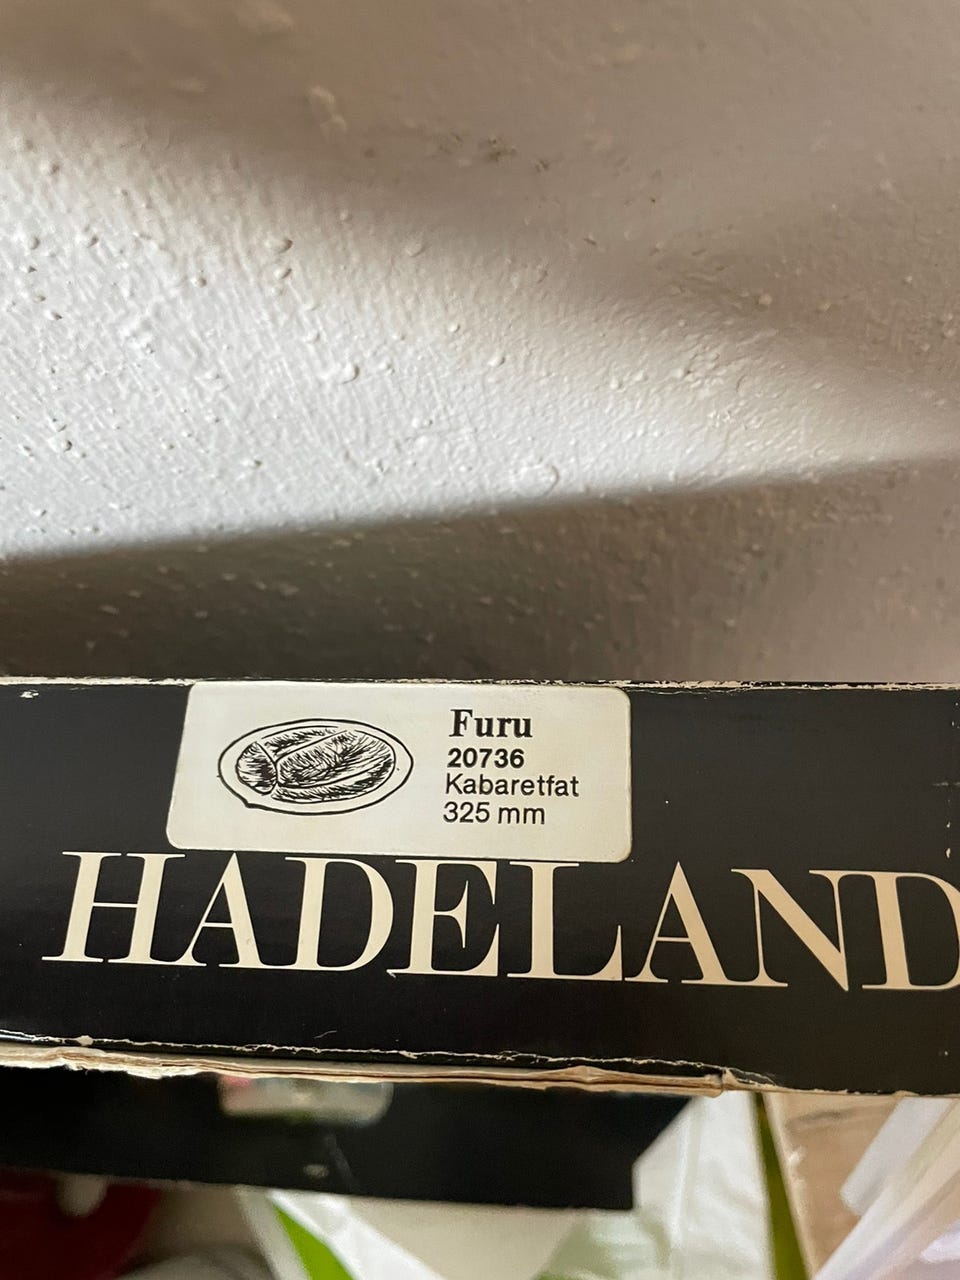 Furu
20736
Kabaretfat
325 mm
HADELAND